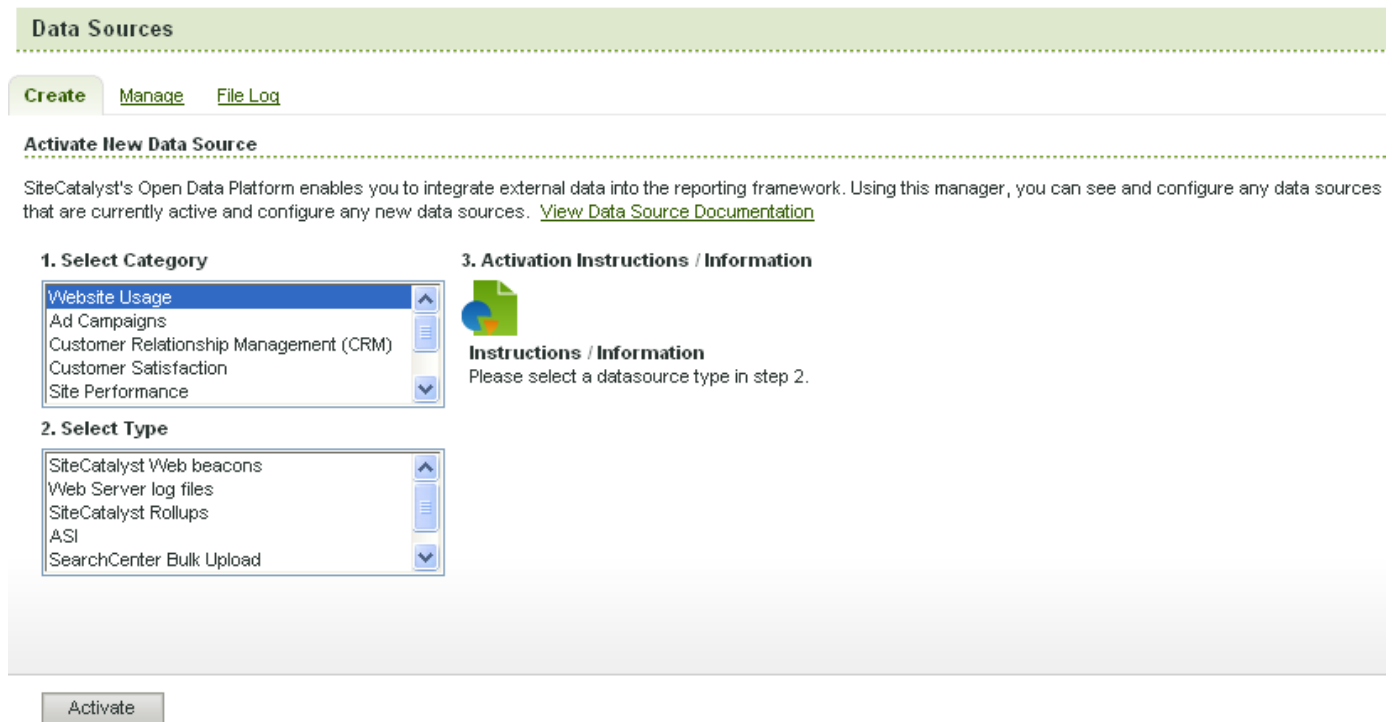 Data Sources
Create Manage File Log
Activate New Data Source
SiteCatalyst's Open Data Platform enables you to integrate external data into the reporting framework. Using this manager, you can see and configure any data sources
that are currently active and configure any new data sources. View Data Source Documentation
1. Select Category
Website Usage
Ad Campaigns
Customer Relationship Management (CRM)
Customer Satisfaction
Site Performance
2. Select Type
SiteCatalyst Web beacons
Web Server log files
SiteCatalyst Rollups
ASI
SearchCenter Bulk Upload
3. Activation Instructions / Information
Instructions / Information
Please select a datasource type in step 2.
Activate